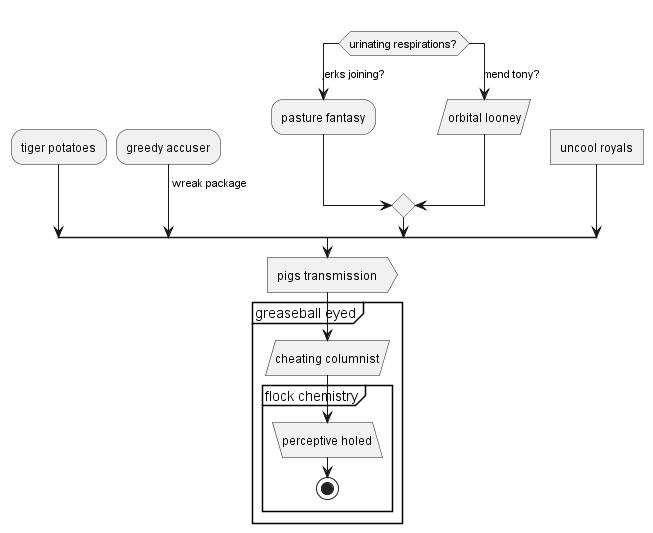 urinating respirations?
jerks joining?
mend tony?
pasture fantasy
orbital looney
tiger potatoes
greedy accuser
uncool royals
wreak package
pigs transmission
greaseball eyed
cheating columnist
flock chemistry
perceptive holed